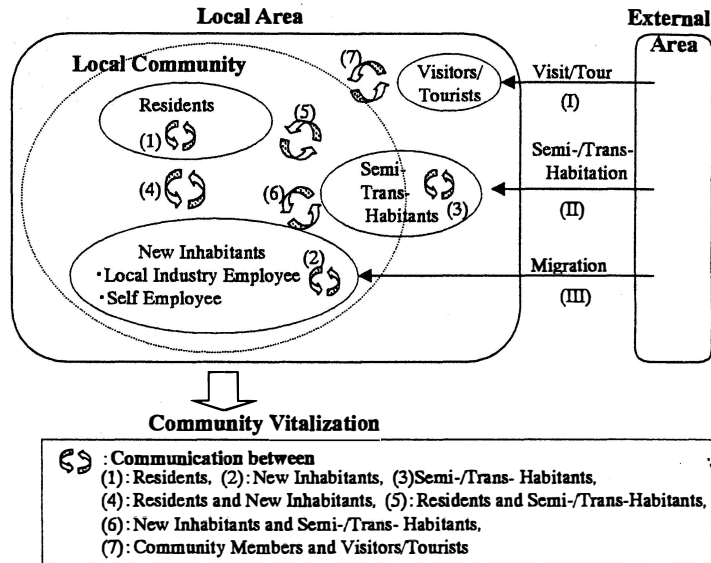 Local Area
External
Area
Local Community
(7)
Visitors/
Tourists
Visit/Tour
(I)
Residents
(1)
(5)
Semi-/Trans-
Habitation
(II)
(4)
(6)
Semi-
Trans-
Habitants
(3)
New Inhabitants
(2)
・Local Industry Employee
・Self Employee
Migration
(III)
Community Vitalization
: Communication between
(1): Residents, (2): New Inhabitants, (3)Semi-/Trans- Habitants,
(4): Residents and New Inhabitants, (5): Residents and Semi-/Trans-Habitants,
(6): New Inhabitants and Semi-/Trans- Habitants,
(7): Community Members and Visitors/Tourists